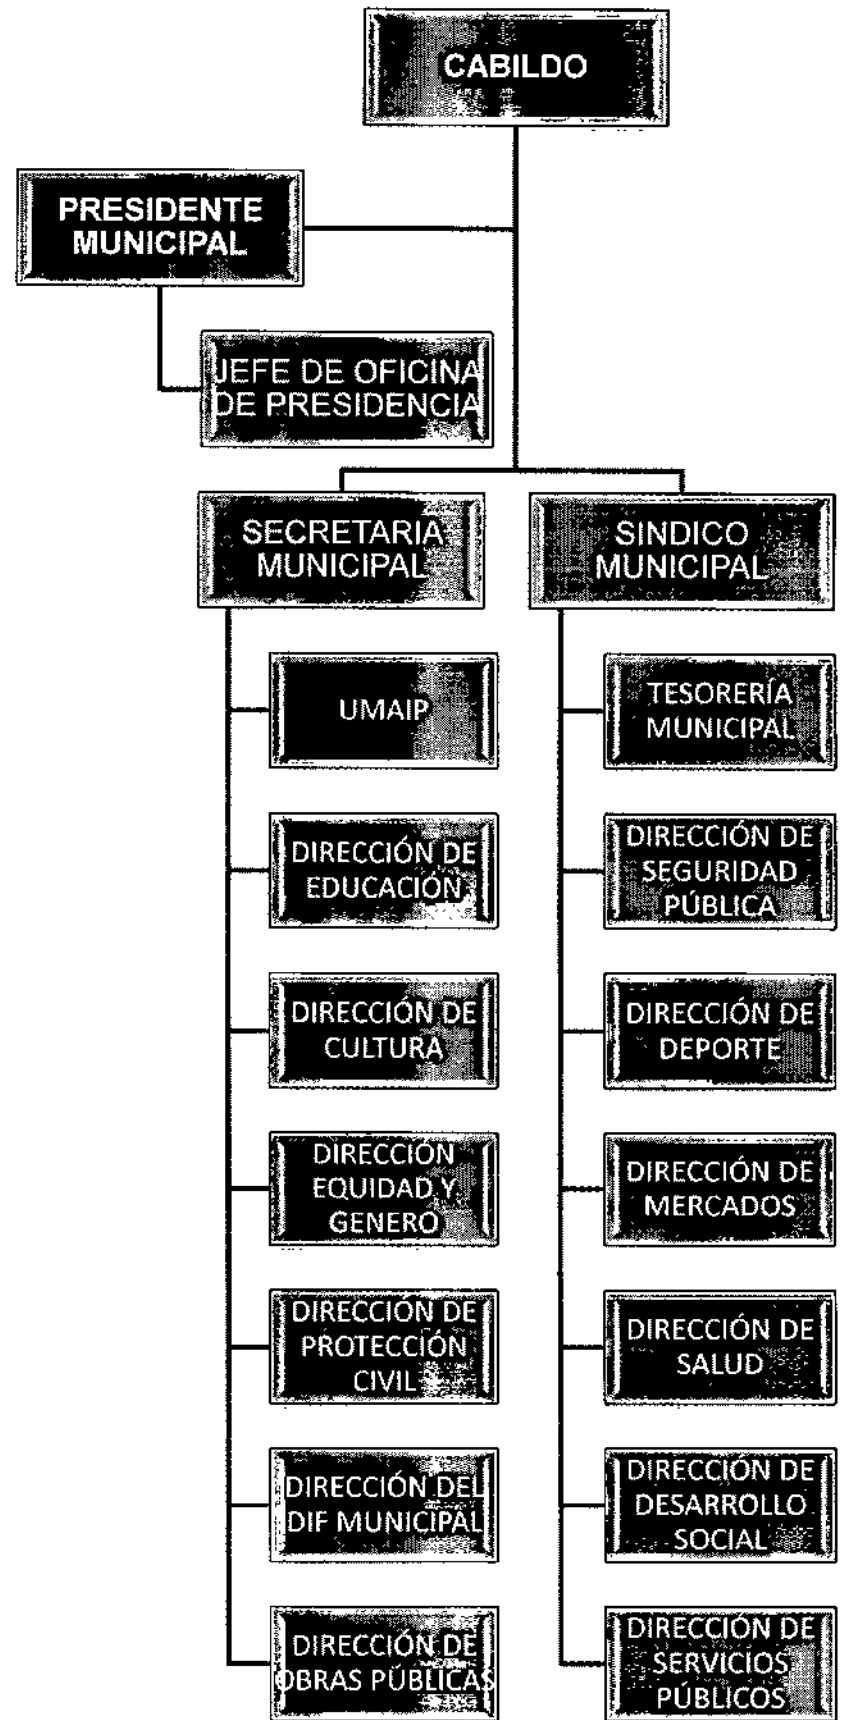 CABILDO
PRESIDENTE
MUNICIPAL
JEFE DE OFICINA
DE PRESIDENCIA
SECRETARIA
MUNICIPAL
SINDICO
MUNICIPAL
UMAIP
TESORERÍA
MUNICIPAL
DIRECCIÓN DE
EDUCACIÓN
DIRECCIÓN DE
SEGURIDAD
PÚBLICA
DIRECCIÓN DE
CULTURA
DIRECCIÓN DE
DEPORTE
DIRECCIÓN
EQUIDAD Y
GENERO
DIRECCIÓN DE
MERCADOS
DIRECCIÓN DE
PROTECCIÓN
CIVIL
DIRECCIÓN DE
SALUD
DIRECCIÓN DEL
DIF MUNICIPAL
DIRECCIÓN DE
DESARROLLO
SOCIAL
DIRECCIÓN DE
OBRAS PÚBLICAS
DIRECCIÓN DE
SERVICIOS
PÚBLICOS